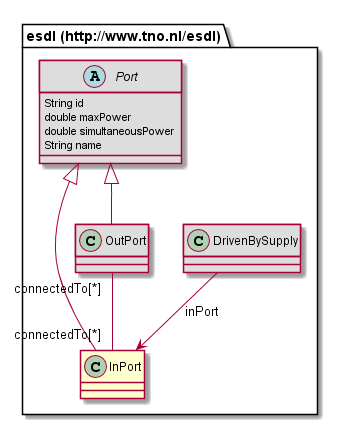 esdl (http://www.tno.nl/esdl)
A Port
String id
double maxPower
double simultaneousPower
String name
C OutPort
C DrivenBySupply
connectedTo[*]
inPort
connectedTo[*]
C InPort